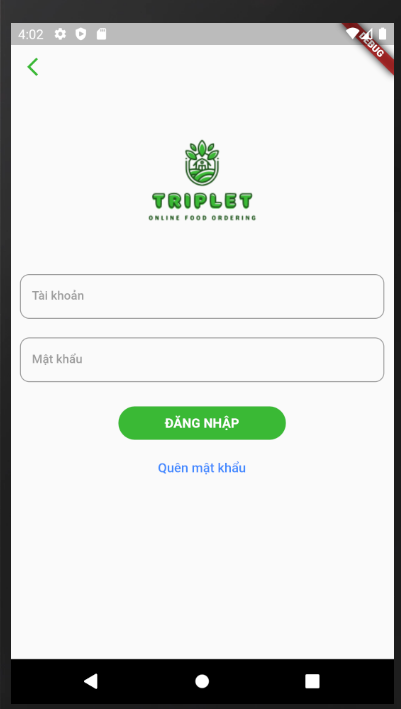 4:02
DEBUG
TRIPLET
ONLINE FOOD ORDERING
Tài khoản
Mật khẩu
ĐĂNG NHẬP
Quên mật khẩu